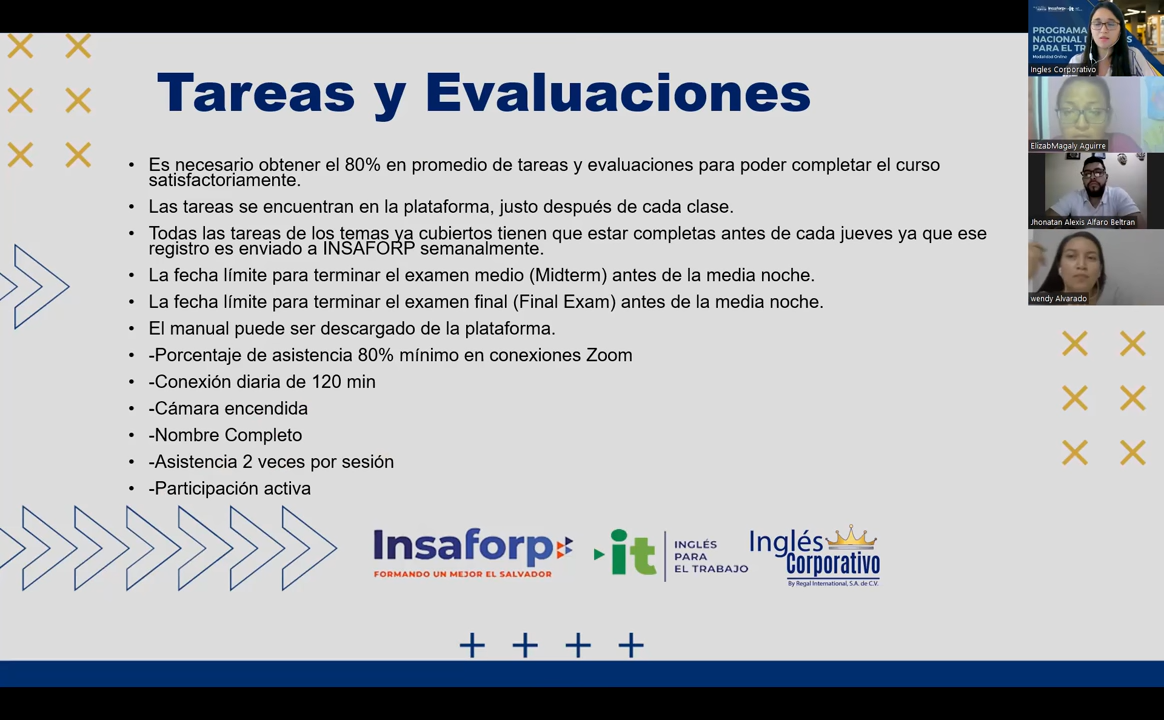 Tareas y Evaluaciones
• Es necesario obtener el 80% en promedio de tareas y evaluaciones para poder completar el curso
satisfactoriamente.
• Las tareas se encuentran en la plataforma, justo después de cada clase.
• Todas las tareas de los temas ya cubiertos tienen que estar completas antes de cada jueves ya que ese
registro es enviado a INSAFORP semanalmente.
• La fecha límite para terminar el examen medio (Midterm) antes de la media noche.
• La fecha límite para terminar el examen final (Final Exam) antes de la media noche.
• El manual puede ser descargado de la plataforma.
• -Porcentaje de asistencia 80% mínimo en conexiones Zoom
• -Conexión diaria de 120 min
• -Cámara encendida
• -Nombre Completo
• -Asistencia 2 veces por sesión
• -Participación activa
Insaforp
FORMANDO UN MEJOR EL SALVADOR
it
INGLÉS
PARA
EL TRABAJO
Inglés
Corporativo
By Regal International, S.A. de C.V.
Insaforp it
PROGRAMA
NACIONAL
PARA EL TR
Modalidad Online
Ingles Corporativo
ElizabMagaly Aguirre
Jhonatan Alexis Alfaro Beltran
wendy Alvarado